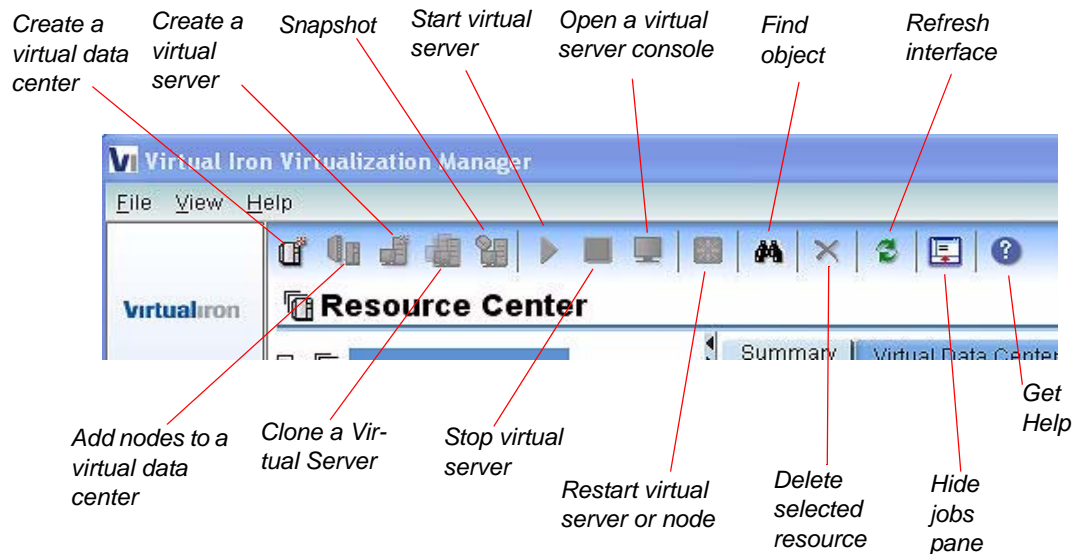 Create a
virtual data
center
Create a
virtual
server
Snapshot
Start virtual
server
Open a virtual
server console
Find
object
Refresh
interface
VI Virtual Iron Virtualization Manager
File View Help
Virtualiron
Resource Center
Summary
Virtual Data Center
Add nodes to a
virtual data
center
Clone a Vir-
tual Server
Stop virtual
server
Restart virtual
server or node
Delete
selected
resource
Hide
jobs
pane
Get
Help